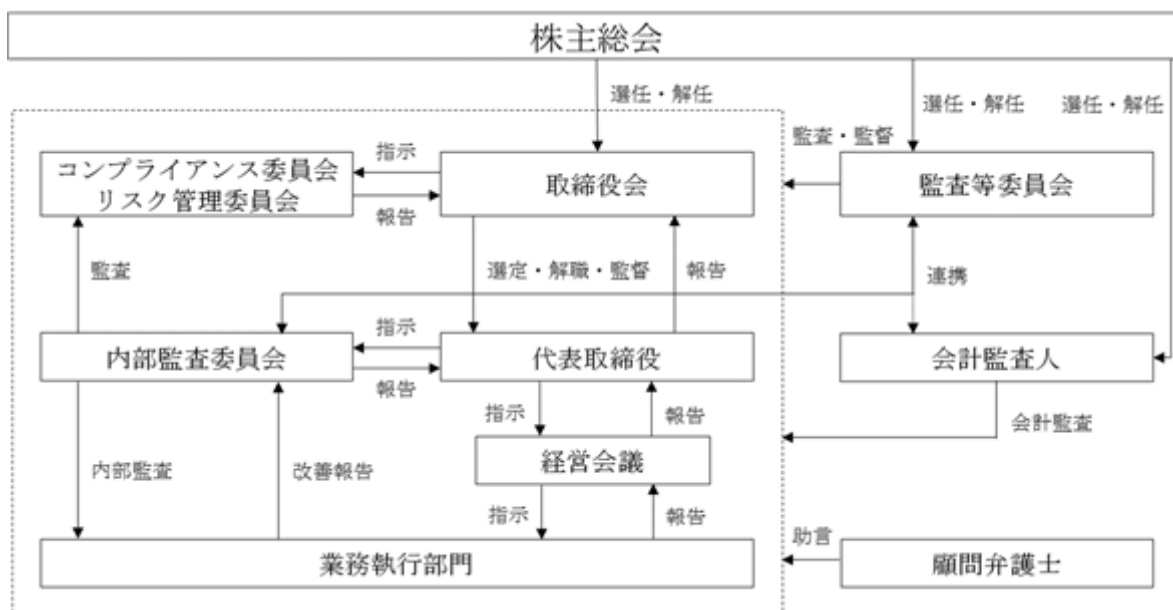 株主総会
選任・解任
選任・解任
選任・解任
監査・監督
コンプライアンス委員会
リスク管理委員会
指示
報告
取締役会
監査等委員会
監査
選定・解職・監督
報告
連携
内部監査委員会
指示
報告
代表取締役
会計監査人
指示
報告
会計監査
経営会議
内部監査
改善報告
指示
報告
業務執行部門
助言
顧問弁護士